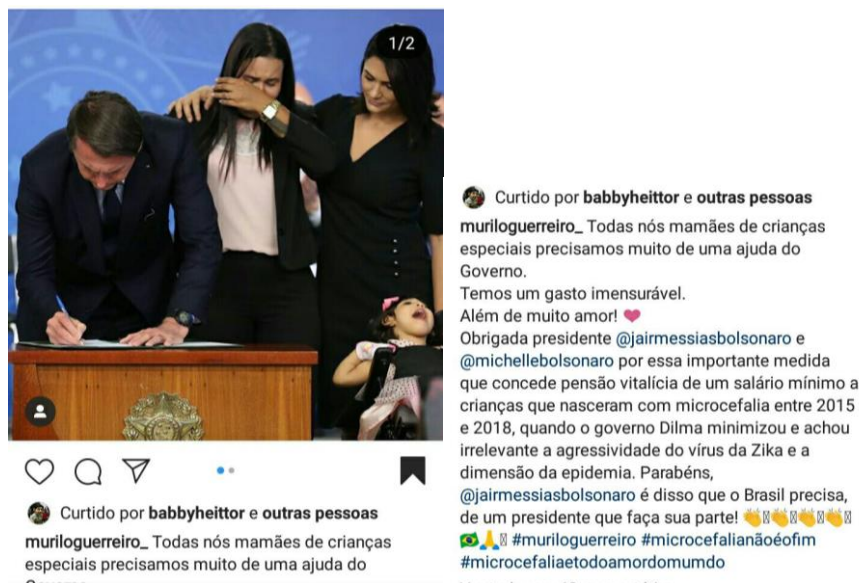 1/2
Curtido por babbyheittor e outras pessoas
muriloguerreiro_ Todas nós mamães de crianças
especiais precisamos muito de uma ajuda do
Curtido por babbyheittor e outras pessoas
muriloguerreiro_ Todas nós mamães de crianças
especiais precisamos muito de uma ajuda do
Governo.
Temos um gasto imensurável.
Além de muito amor! ❤
Obrigada presidente @jairmessiasbolsonaro e
@michellebolsonaro por essa importante medida
que concede pensão vitalícia de um salário mínimo a
crianças que nasceram com microcefalia entre 2015
e 2018, quando o governo Dilma minimizou e achou
irrelevante a agressividade do vírus da Zika e a
dimensão da epidemia. Parabéns,
@jairmessiasbolsonaro é disso que o Brasil precisa,
de um presidente que faça sua parte! 👏👏👏👏
🇧🇷🙏 #muriloguerreiro #microcefalianãoéofim
#microcefaliaetodoamordomumdo